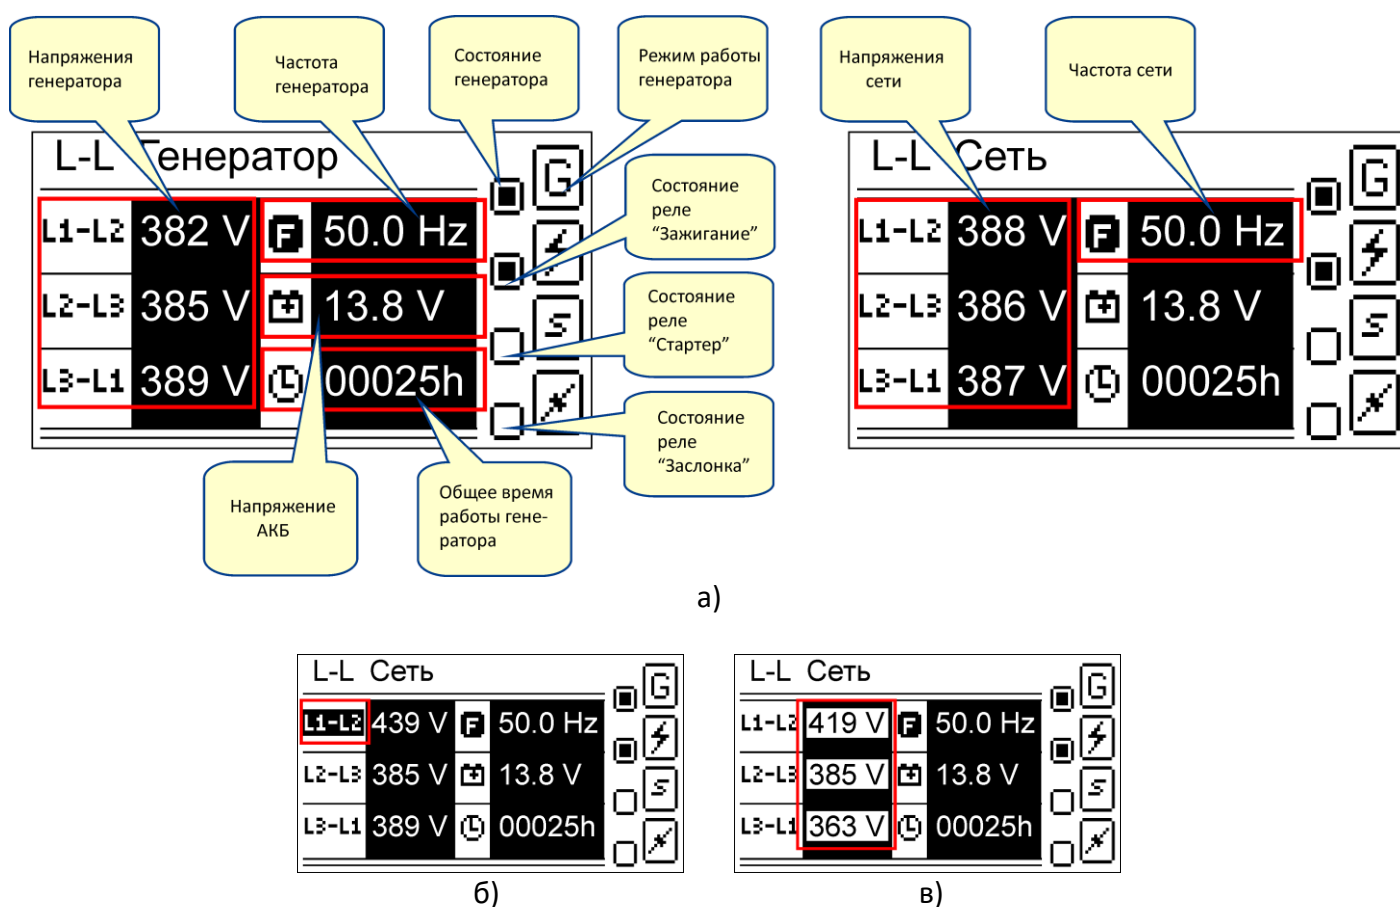 Напряжения
генератора
Частота
генератора
Состояние
генератора
Режим работы
генератора
Напряжения
сети
Частота сети
L-L Генератор
G
L1-L2 382 V F 50.0 Hz
L2-L3 385 V 13.8 V
S
L3-L1 389 V 00025h
Состояние
реле
“Зажигание”
Состояние
реле
“Стартер”
Состояние
реле
“Заслонка”
Напряжение
АКБ
Общее время
работы гене-
ратора
L-L Сеть
G
L1-L2 388 V F 50.0 Hz
L2-L3 386 V 13.8 V
S
L3-L1 387 V 00025h
а)
L-L Сеть
G
L1-L2 439 V F 50.0 Hz
L2-L3 385 V 13.8 V
S
L3-L1 389 V 00025h
б)
L-L Сеть
G
L1-L2 419 V F 50.0 Hz
L2-L3 385 V 13.8 V
S
L3-L1 363 V 00025h
в)